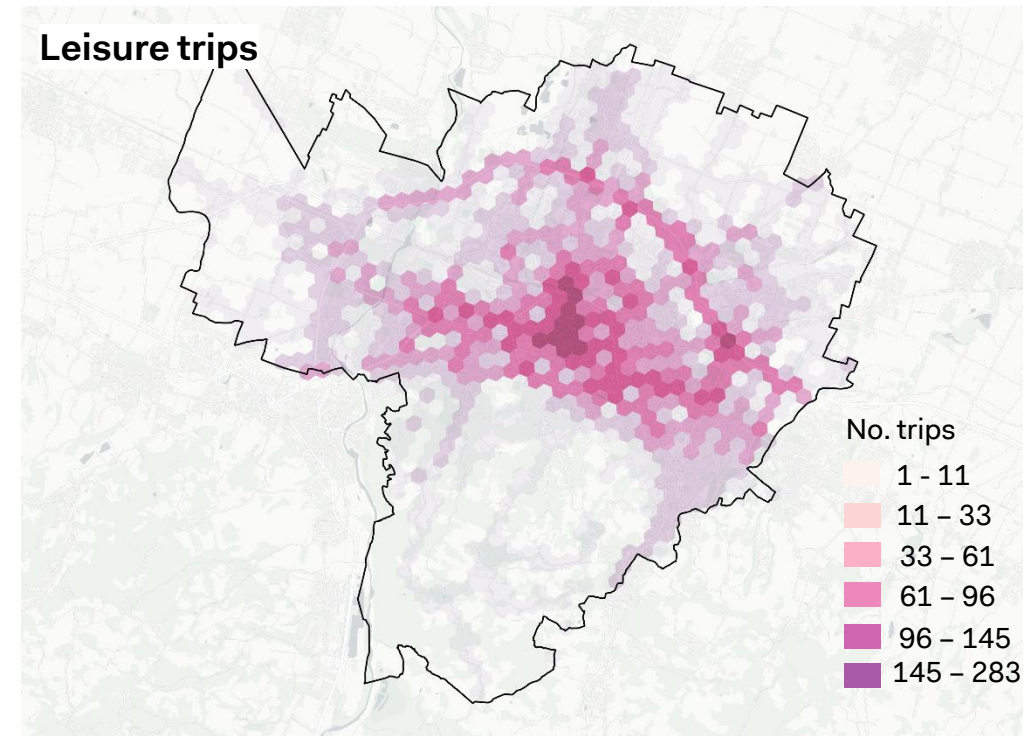 Leisure trips
No. trips
1 - 11
11 – 33
33 – 61
61 – 96
96 – 145
145 – 283